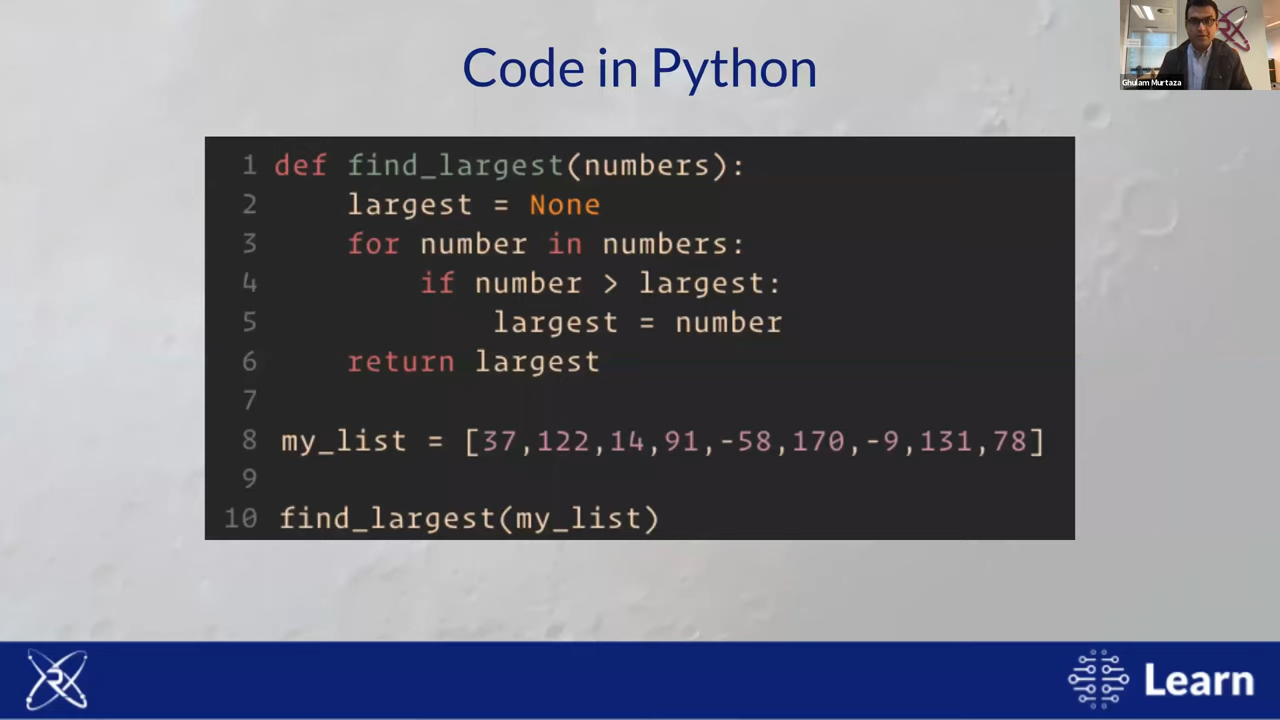 Code in Python
Ghulam Murtaza
1 def find_largest(numbers):
2     largest = None
3     for number in numbers:
4         if number > largest:
5             largest = number
6     return largest
7
8 my_list = [37,122,14,91,-58,170,-9,131,78]
9
10 find_largest(my_list)
Learn